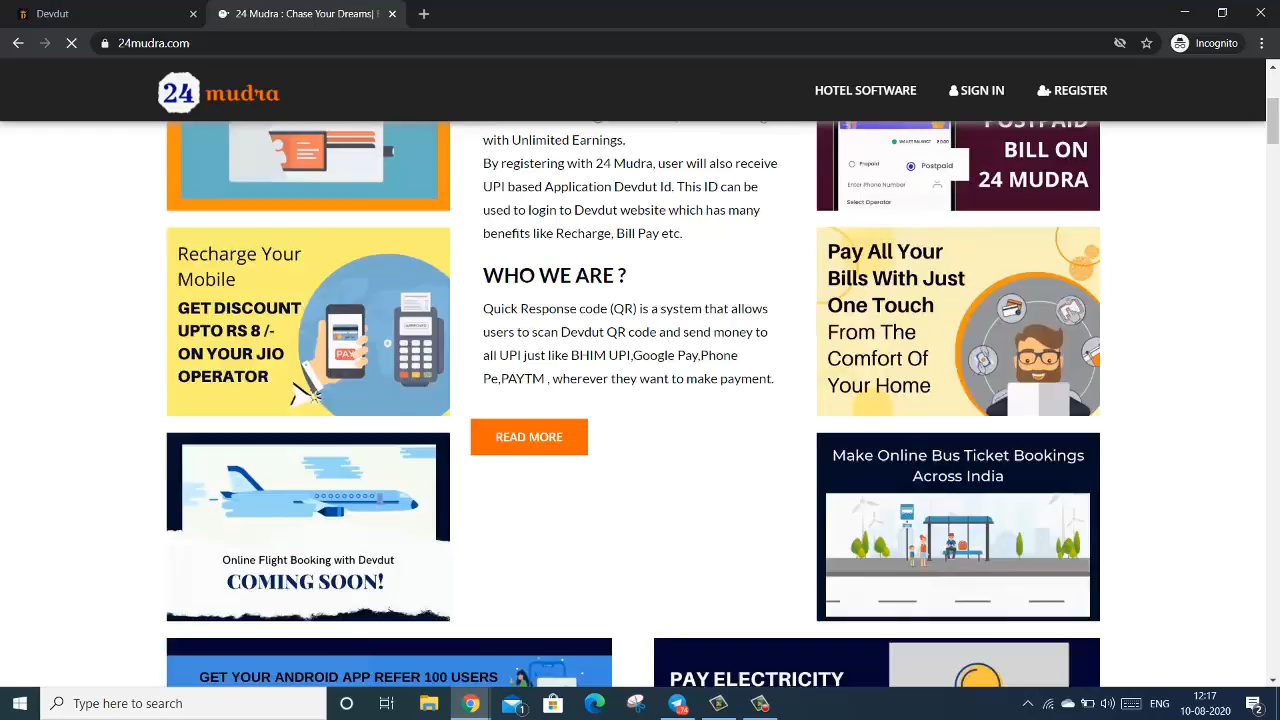 Devdut
24 Mudra : Chase Your Dreams|
24mudra.com
Incognito
24 mudra
HOTEL SOFTWARE
SIGN IN
REGISTER
with Unlimited Earnings.
By registering with 24 Mudra, user will also receive
UPI based Application Devdut Id. This ID can be
used to login to Devdut website which has many
benefits like Recharge, Bill Pay etc.
WHO WE ARE ?
Quick Response code (QR) is a system that allows
users to scan Devdut QR code and send money to
all UPI just like BHIM UPI,Google Pay,Phone
Pe,PAYTM , wherever they want to make payment.
READ MORE
Recharge Your
Mobile
GET DISCOUNT
UPTO RS 8 /-
ON YOUR JIO
OPERATOR
PAY
Online Flight Booking with Devdut
COMING SOON!
GET YOUR ANDROID APP REFER 100 USERS
POSTPAID
BILL ON
24 MUDRA
Prepaid
Postpaid
Enter Phone Number
Select Operator
Pay All Your
Bills With Just
One Touch
From The
Comfort Of
Your Home
Make Online Bus Ticket Bookings
Across India
PAY ELECTRICITY
Type here to search
ENG
12:17
10-08-2020